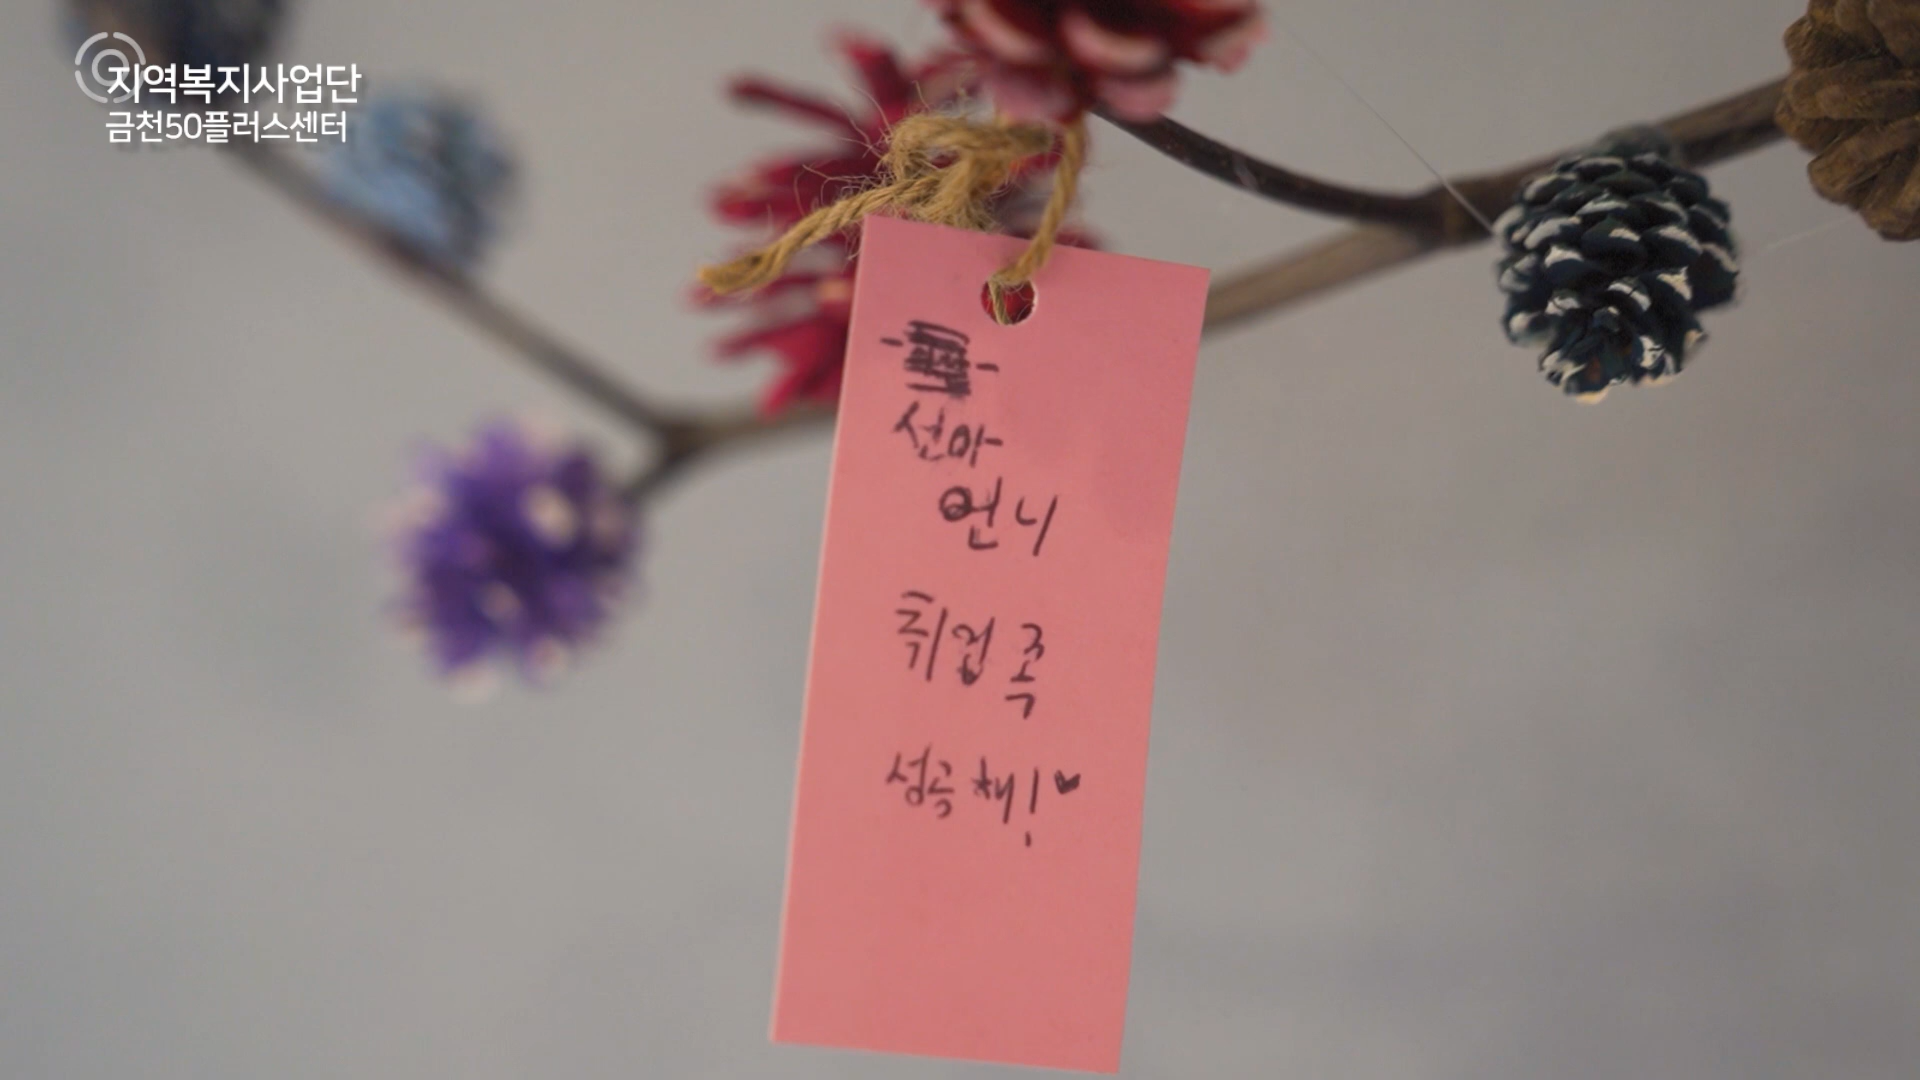 지역복지사업단
금천50플러스센터
선마
언니
취업 꼭
성공해! ♥